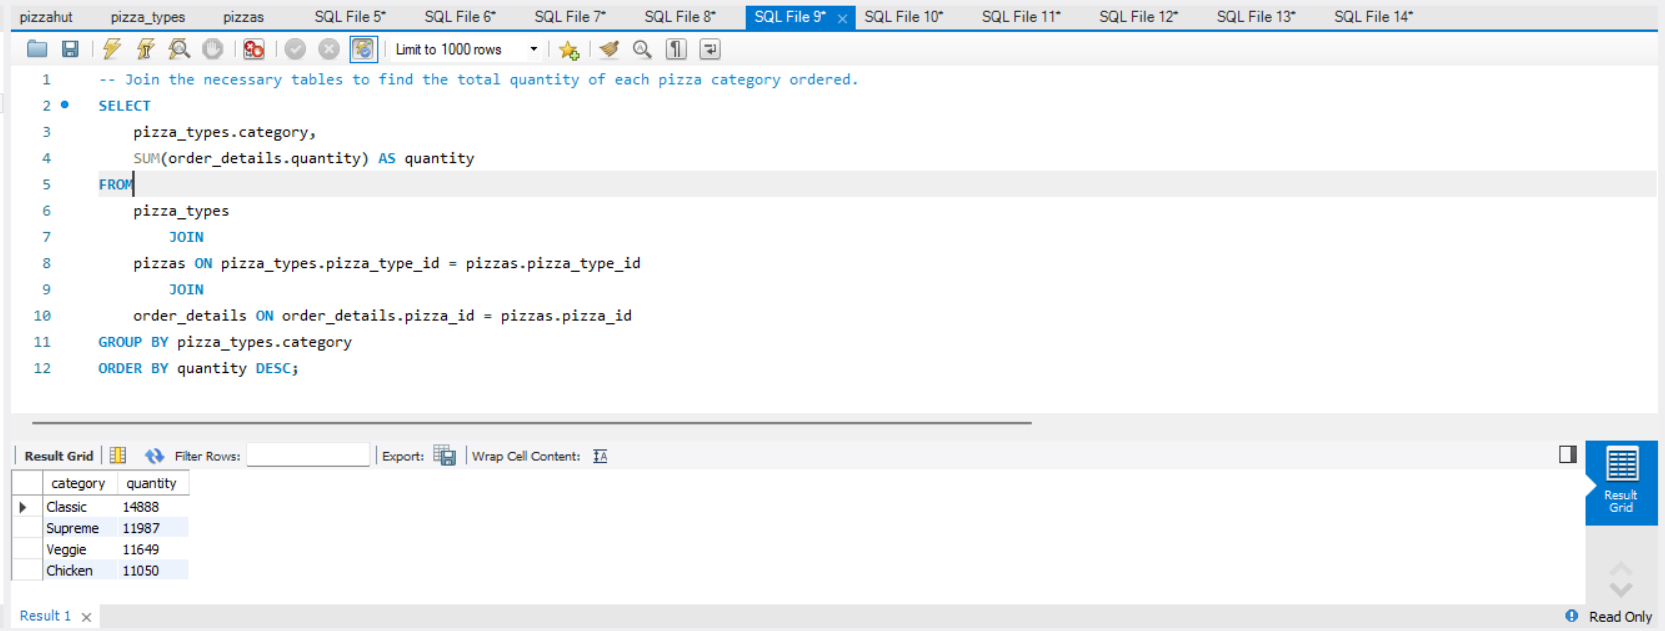 pizzahut pizza_types pizzas SQL File 5* SQL File 6* SQL File 7* SQL File 8* SQL File 9* SQL File 10* SQL File 11* SQL File 12* SQL File 13* SQL File 14*
Limit to 1000 rows
1 -- Join the necessary tables to find the total quantity of each pizza category ordered.
2 SELECT
3 pizza_types.category,
4 SUM(order_details.quantity) AS quantity
5 FROM
6 pizza_types
7 JOIN
8 pizzas ON pizza_types.pizza_type_id = pizzas.pizza_type_id
9 JOIN
10 order_details ON order_details.pizza_id = pizzas.pizza_id
11 GROUP BY pizza_types.category
12 ORDER BY quantity DESC;
Result Grid Filter Rows: Export: Wrap Cell Content:
category quantity
Classic 14888
Supreme 11987
Veggie 11649
Chicken 11050
Result
Grid
Result 1 Read Only